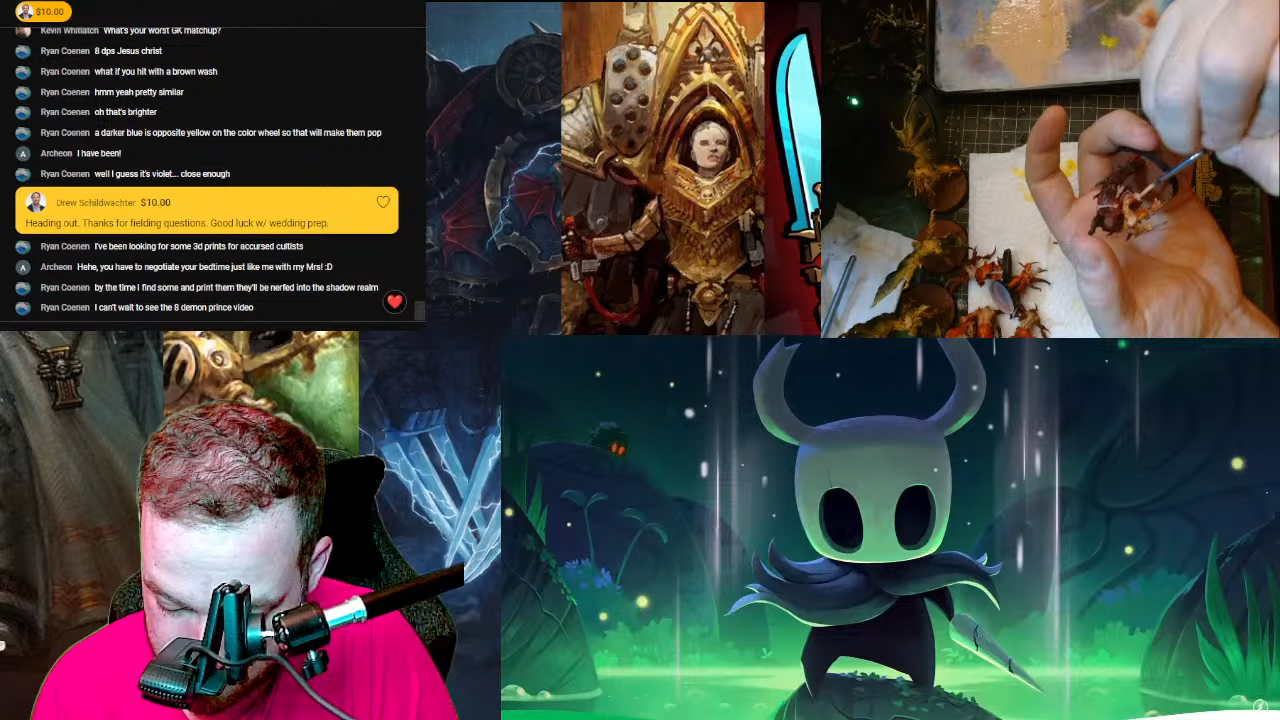 $10.00
Kevin Whitlatch What's your worst GK matchup?
Ryan Coenen 8 dps Jesus christ
Ryan Coenen what if you hit with a brown wash
Ryan Coenen hmm yeah pretty similar
Ryan Coenen oh that's brighter
Ryan Coenen a darker blue is opposite yellow on the color wheel so that will make them pop
A Archeon I have been!
Ryan Coenen well I guess it's violet... close enough
Drew Schildwachter $10.00
Heading out. Thanks for fielding questions. Good luck w/ wedding prep.
Ryan Coenen I've been looking for some 3d prints for accursed cultists
A Archeon Hehe, you have to negotiate your bedtime just like me with my Mrs! :D
Ryan Coenen by the time I find some and print them they'll be nerfed into the shadow realm
Ryan Coenen I can't wait to see the 8 demon prince video